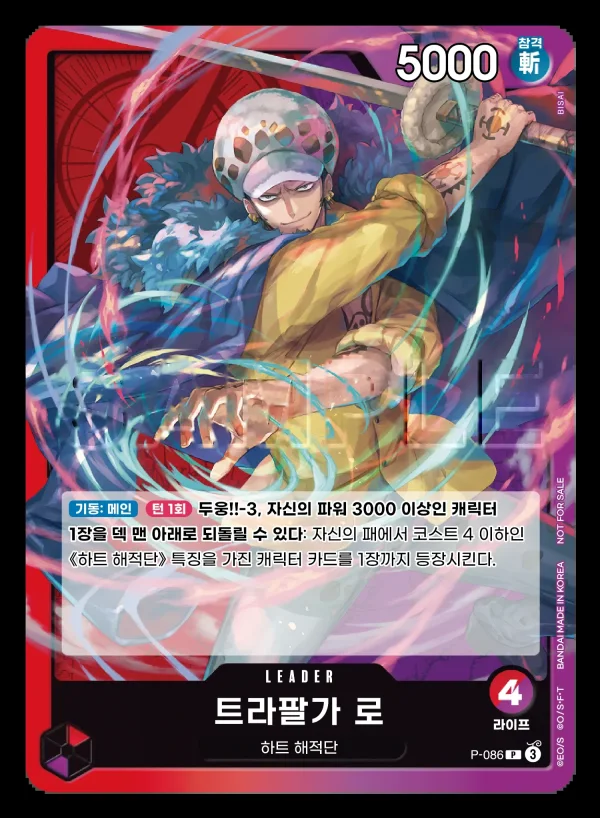 5000
참격
斬
BISAI
SAMPLE
기동: 메인 턴 1회 두웅!!-3, 자신의 파워 3000 이상인 캐릭터
1장을 덱 맨 아래로 되돌릴 수 있다: 자신의 패에서 코스트 4 이하인
《하트 해적단》 특징을 가진 캐릭터 카드를 1장까지 등장시킨다.
LEADER
트라팔가 로
하트 해적단
4
라이프
P-086 P 3
©EO/S ©O/S·F·T BANDAI MADE IN KOREA NOT FOR SALE